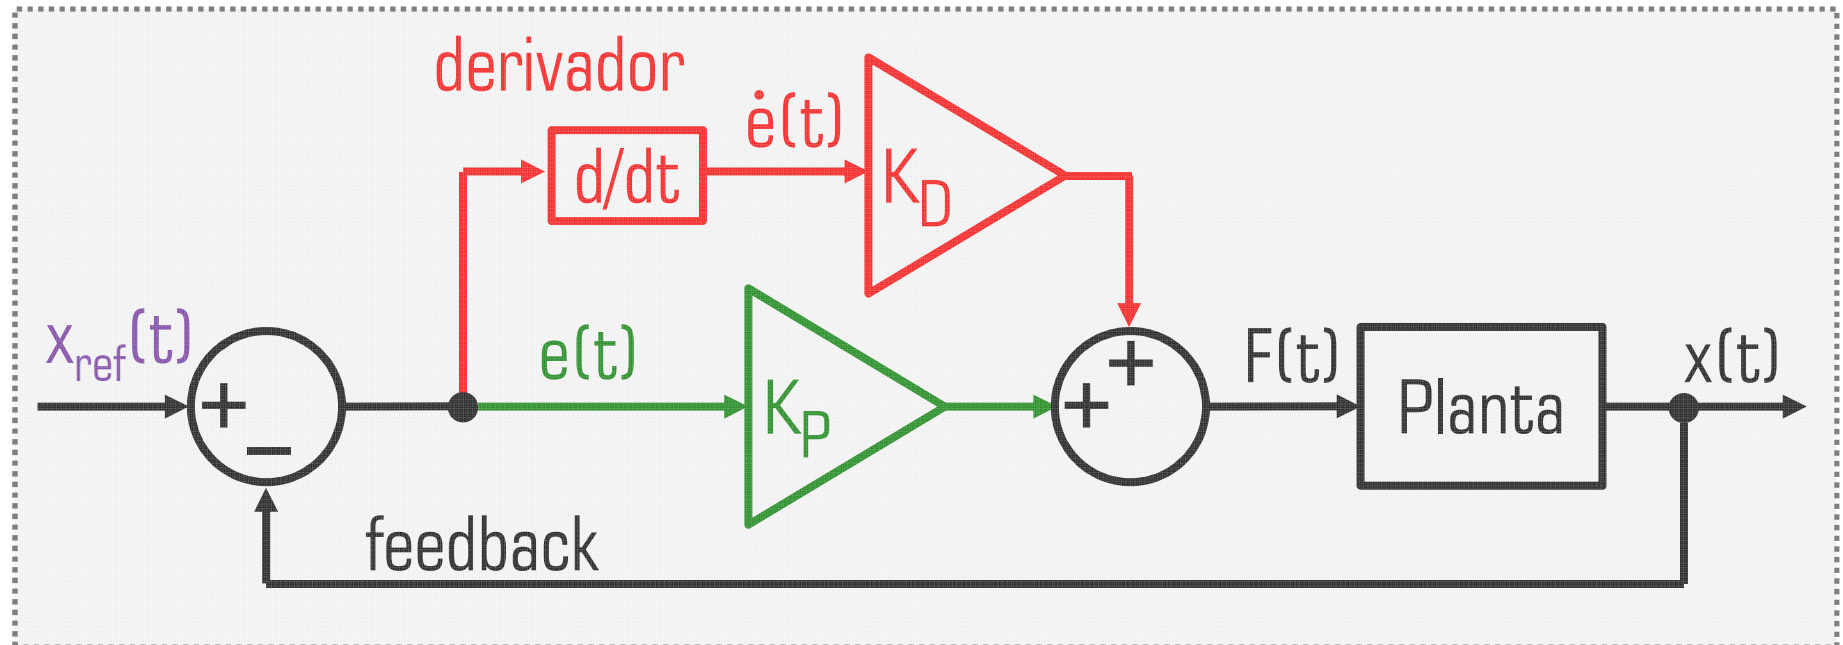 derivador
d/dt
ė(t)
K_D
x_ref(t)
+
−
e(t)
K_P
+
+
F(t)
Planta
x(t)
feedback